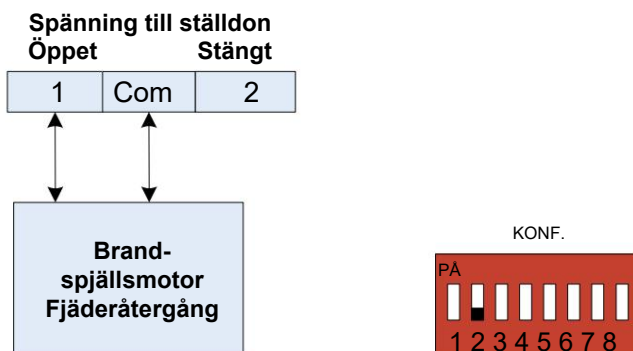 Spänning till ställdon
Öppet Stängt
1 Com 2
Brand-
spjällsmotor
Fjäderåtergång
KONF.
PÅ
1 2 3 4 5 6 7 8